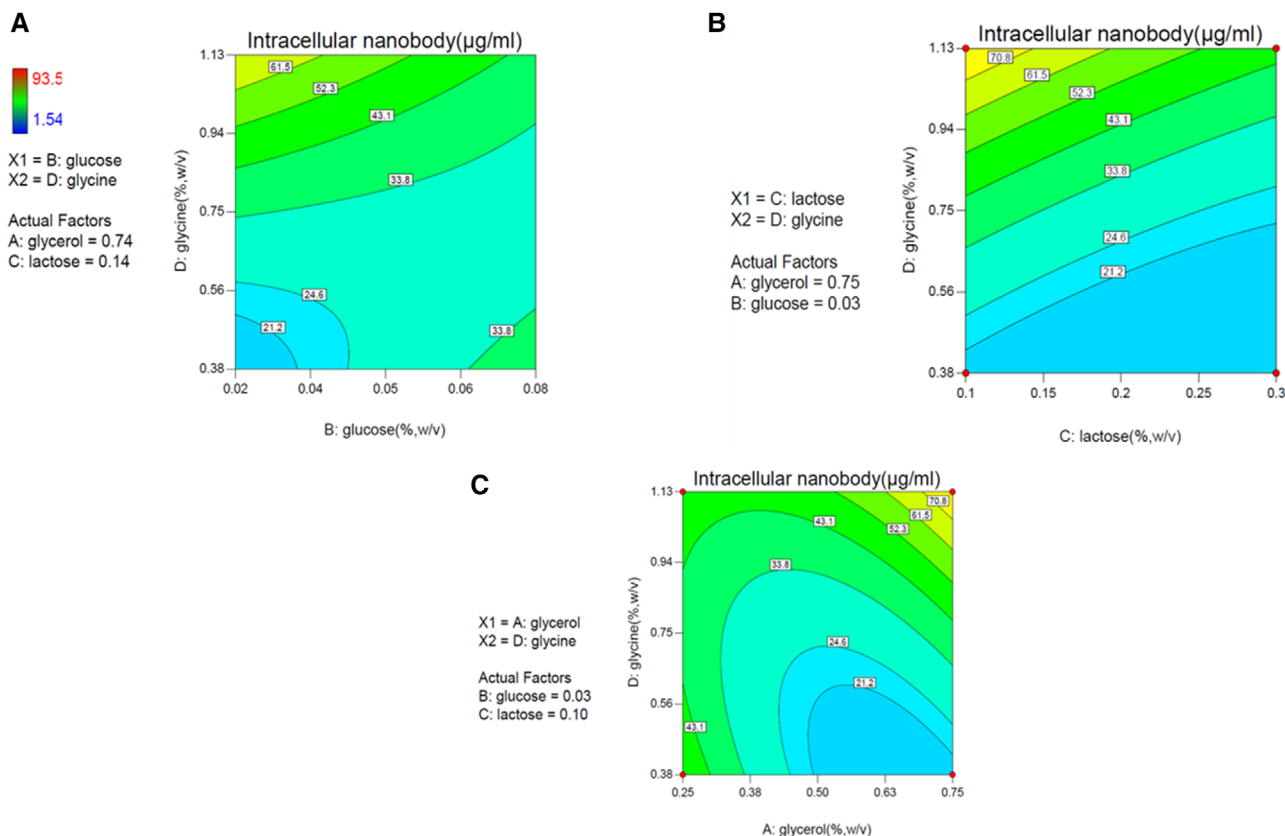 A
Intracellular nanobody(µg/ml)
93.5
1.54
X1 = B: glucose
X2 = D: glycine
Actual Factors
A: glycerol = 0.74
C: lactose = 0.14
D: glycine(%,w/v)
1.13
0.94
0.75
0.56
0.38
61.5
52.3
43.1
33.8
24.6
21.2
33.8
0.02
0.04
0.05
0.06
0.08
B: glucose(%,w/v)
B
Intracellular nanobody(µg/ml)
X1 = C: lactose
X2 = D: glycine
Actual Factors
A: glycerol = 0.75
B: glucose = 0.03
D: glycine(%,w/v)
1.13
0.94
0.75
0.56
0.38
70.8
61.5
52.3
43.1
33.8
24.6
21.2
0.1
0.15
0.2
0.25
0.3
C: lactose(%,w/v)
C
Intracellular nanobody(µg/ml)
X1 = A: glycerol
X2 = D: glycine
Actual Factors
B: glucose = 0.03
C: lactose = 0.10
D: glycine(%,w/v)
1.13
0.94
0.75
0.56
0.38
70.8
61.5
43.1
52.3
33.8
24.6
21.2
43.1
0.25
0.38
0.50
0.63
0.75
A: glycerol(%,w/v)